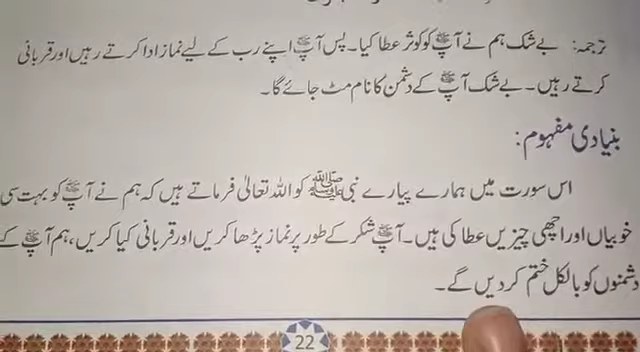 ترجمہ: بے شک ہم نے آپ ﷺ کو کوثر عطا کیا۔ پس آپ ﷺ اپنے رب کے لیے نماز ادا کرتے رہیں اور قربانی
کرتے رہیں۔ بے شک آپ ﷺ کے دشمن کا نام مٹ جائے گا۔
بنیادی مفہوم:
اس سورت میں ہمارے پیارے نبی ﷺ کو اللہ تعالیٰ فرماتے ہیں کہ ہم نے آپ ﷺ کو بہت سی
خوبیاں اور اچھی چیزیں عطا کی ہیں۔ آپ ﷺ شکر کے طور پر نماز پڑھا کریں اور قربانی کیا کریں، ہم آپ ﷺ کے
دشمنوں کو بالکل ختم کر دیں گے۔
22